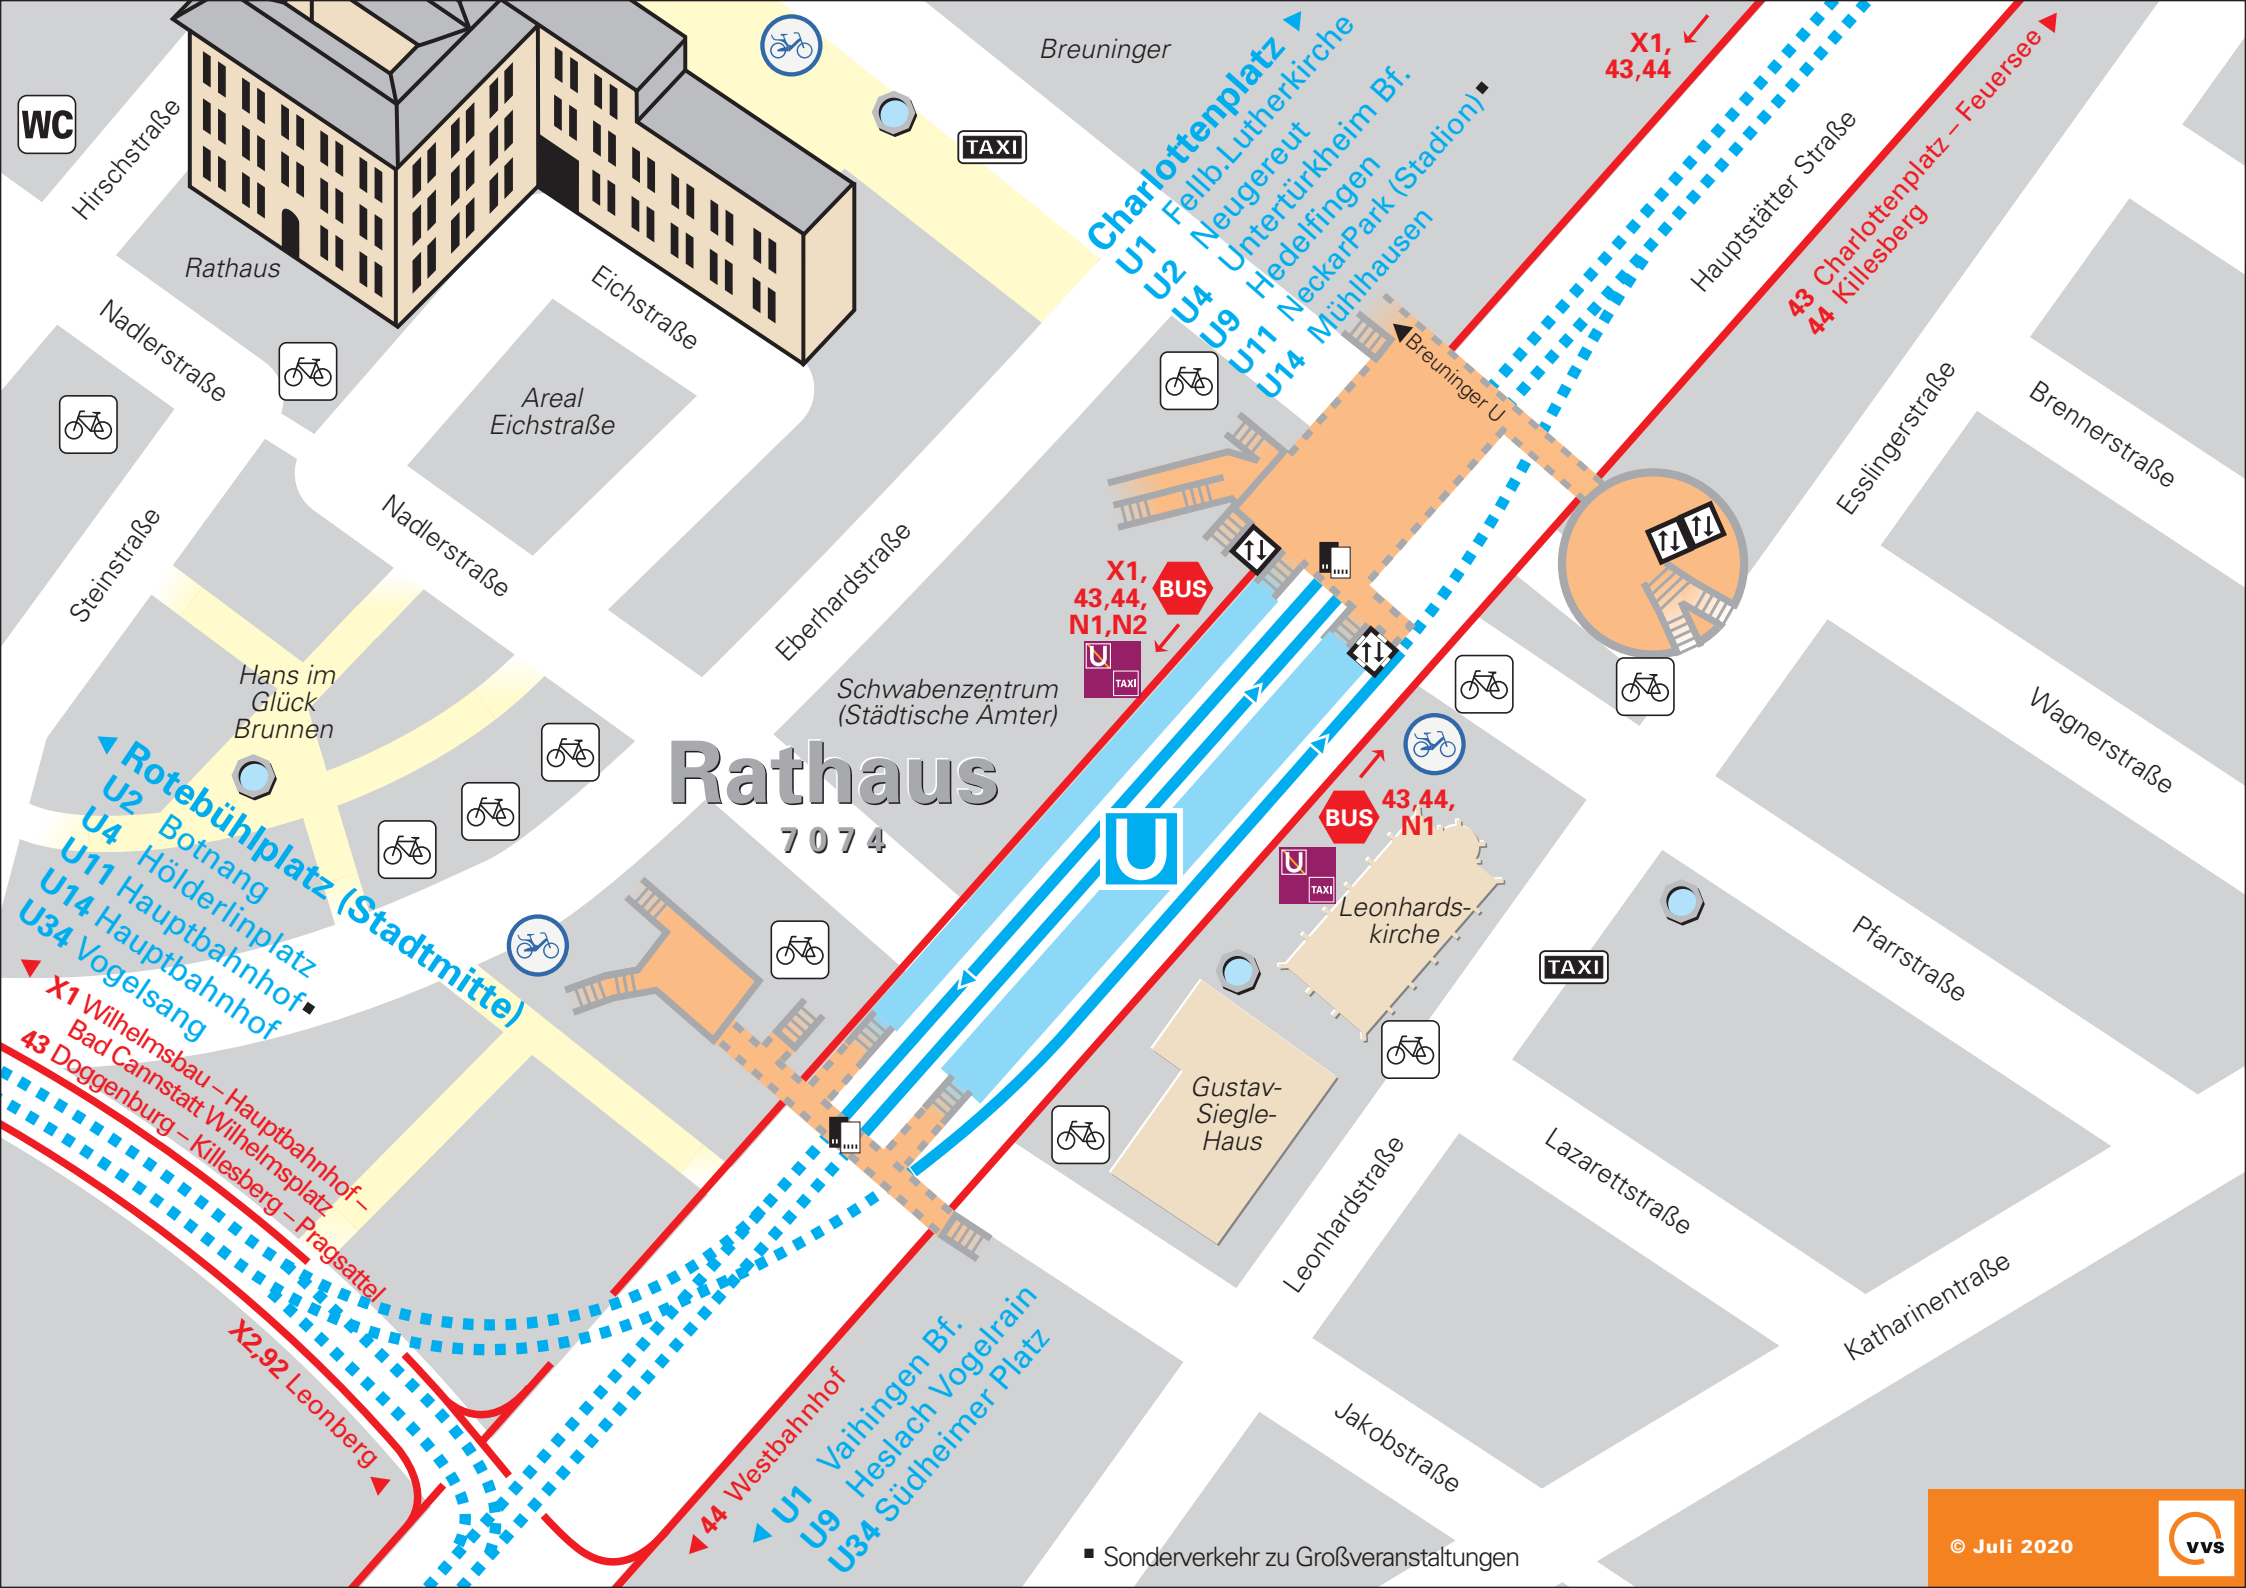 WC
Hirschstraße
Rathaus
Nadlerstraße
Eichstraße
Areal
Eichstraße
Steinstraße
Nadlerstraße
Breuninger
TAXI
Charlottenplatz
U1 Fellb.Lutherkirche
U2 Neugereut
U4 Untertürkheim Bf.
U9 Hedelfingen
U11 NeckarPark (Stadion)▪
U14 Mühlhausen
X1,
43,44
Hauptstätter Straße
43 Charlottenplatz – Feuersee
44 Killesberg
Breuninger U
Esslingerstraße
Brennerstraße
Eberhardstraße
X1,
43,44,
N1,N2
BUS
U
TAXI
Hans im
Glück
Brunnen
Schwabenzentrum
(Städtische Ämter)
Rathaus
7074
Wagnerstraße
Rotebühlplatz (Stadtmitte)
U2 Botnang
U4 Hölderlinplatz
U11 Hauptbahnhof▪
U14 Hauptbahnhof
U34 Vogelsang
X1 Wilhelmsbau – Hauptbahnhof –
Bad Cannstatt Wilhelmsplatz
43 Doggenburg – Killesberg – Pragsattel
U
BUS
43,44,
N1
U
TAXI
Leonhards-
kirche
TAXI
Pfarrstraße
Gustav-
Siegle-
Haus
Leonhardstraße
Lazarettstraße
Katharinentraße
X2,92 Leonberg
44 Westbahnhof
U1 Vaihingen Bf.
U9 Heslach Vogelrain
U34 Südheimer Platz
Jakobstraße
▪ Sonderverkehr zu Großveranstaltungen
© Juli 2020
vvs